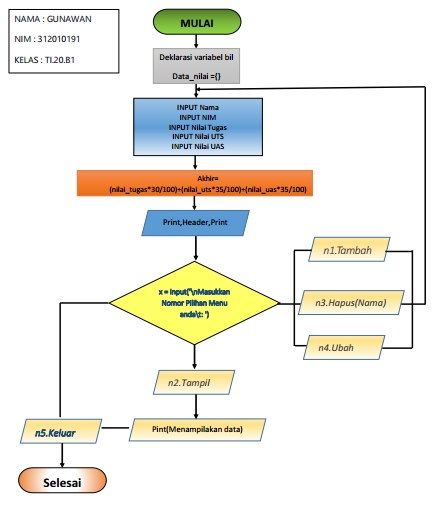 NAMA : GUNAWAN
NIM : 312010191
KELAS : TI.20.B1
MULAI
Deklarasi variabel bil
Data_nilai ={}
INPUT Nama
INPUT NIM
INPUT Nilai Tugas
INPUT Nilai UTS
INPUT Nilai UAS
Akhir=
(nilai_tugas*30/100)+(nilai_uts*35/100)+(nilai_uas*35/100)
Print,Header,Print
x = Input("\nMasukkan
Nomor Pilihan Menu
anda\t: ")
n1.Tambah
n3.Hapus(Nama)
n4.Ubah
n2.Tampil
n5.Keluar
Pint(Menampilakan data)
Selesai